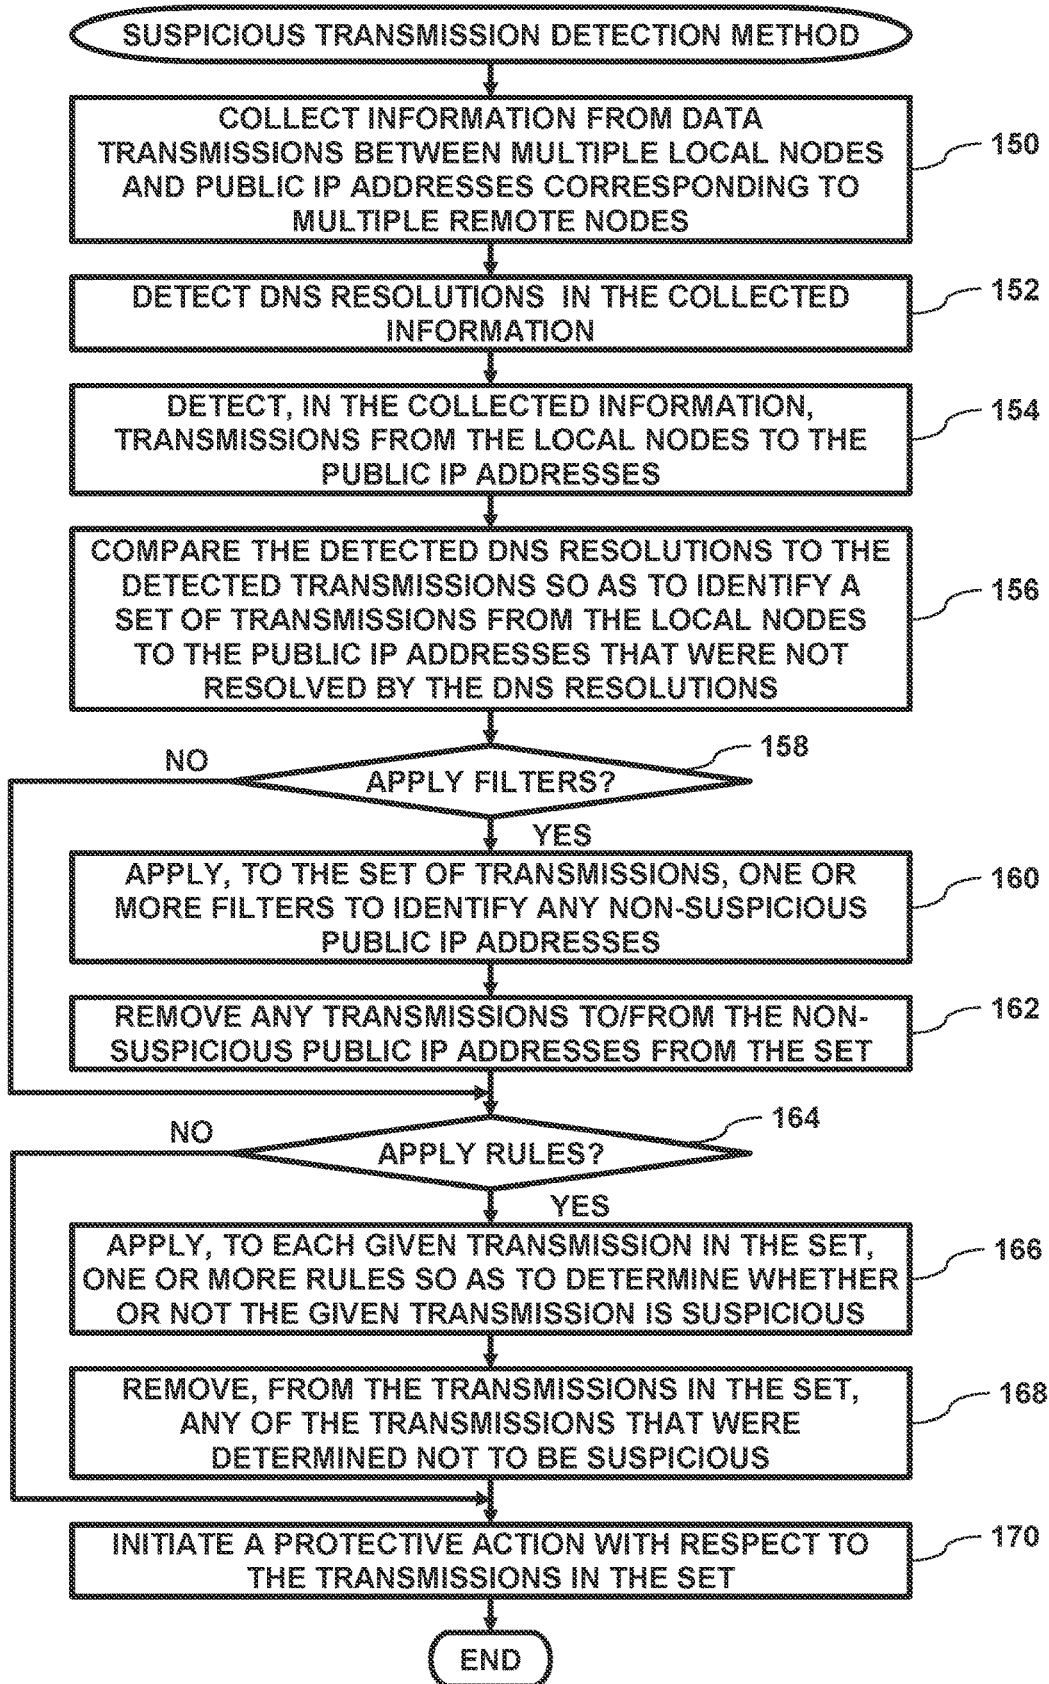 SUSPICIOUS TRANSMISSION DETECTION METHOD
COLLECT INFORMATION FROM DATA
TRANSMISSIONS BETWEEN MULTIPLE LOCAL NODES
AND PUBLIC IP ADDRESSES CORRESPONDING TO
MULTIPLE REMOTE NODES
150
DETECT DNS RESOLUTIONS IN THE COLLECTED
INFORMATION
152
DETECT, IN THE COLLECTED INFORMATION,
TRANSMISSIONS FROM THE LOCAL NODES TO THE
PUBLIC IP ADDRESSES
154
COMPARE THE DETECTED DNS RESOLUTIONS TO THE
DETECTED TRANSMISSIONS SO AS TO IDENTIFY A
SET OF TRANSMISSIONS FROM THE LOCAL NODES
TO THE PUBLIC IP ADDRESSES THAT WERE NOT
RESOLVED BY THE DNS RESOLUTIONS
156
NO
APPLY FILTERS?
158
YES
APPLY, TO THE SET OF TRANSMISSIONS, ONE OR
MORE FILTERS TO IDENTIFY ANY NON-SUSPICIOUS
PUBLIC IP ADDRESSES
160
REMOVE ANY TRANSMISSIONS TO/FROM THE NON-
SUSPICIOUS PUBLIC IP ADDRESSES FROM THE SET
162
NO
APPLY RULES?
164
YES
APPLY, TO EACH GIVEN TRANSMISSION IN THE SET,
ONE OR MORE RULES SO AS TO DETERMINE WHETHER
OR NOT THE GIVEN TRANSMISSION IS SUSPICIOUS
166
REMOVE, FROM THE TRANSMISSIONS IN THE SET,
ANY OF THE TRANSMISSIONS THAT WERE
DETERMINED NOT TO BE SUSPICIOUS
168
INITIATE A PROTECTIVE ACTION WITH RESPECT TO
THE TRANSMISSIONS IN THE SET
170
END